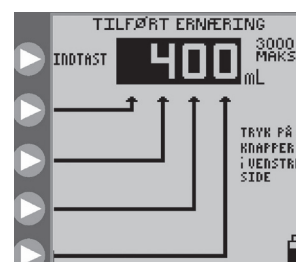 TILFØRT ERNÆRING
INDTAST 400 mL
3000
MAKS
TRYK PÅ
KNAPPER
i VENSTRE
SIDE